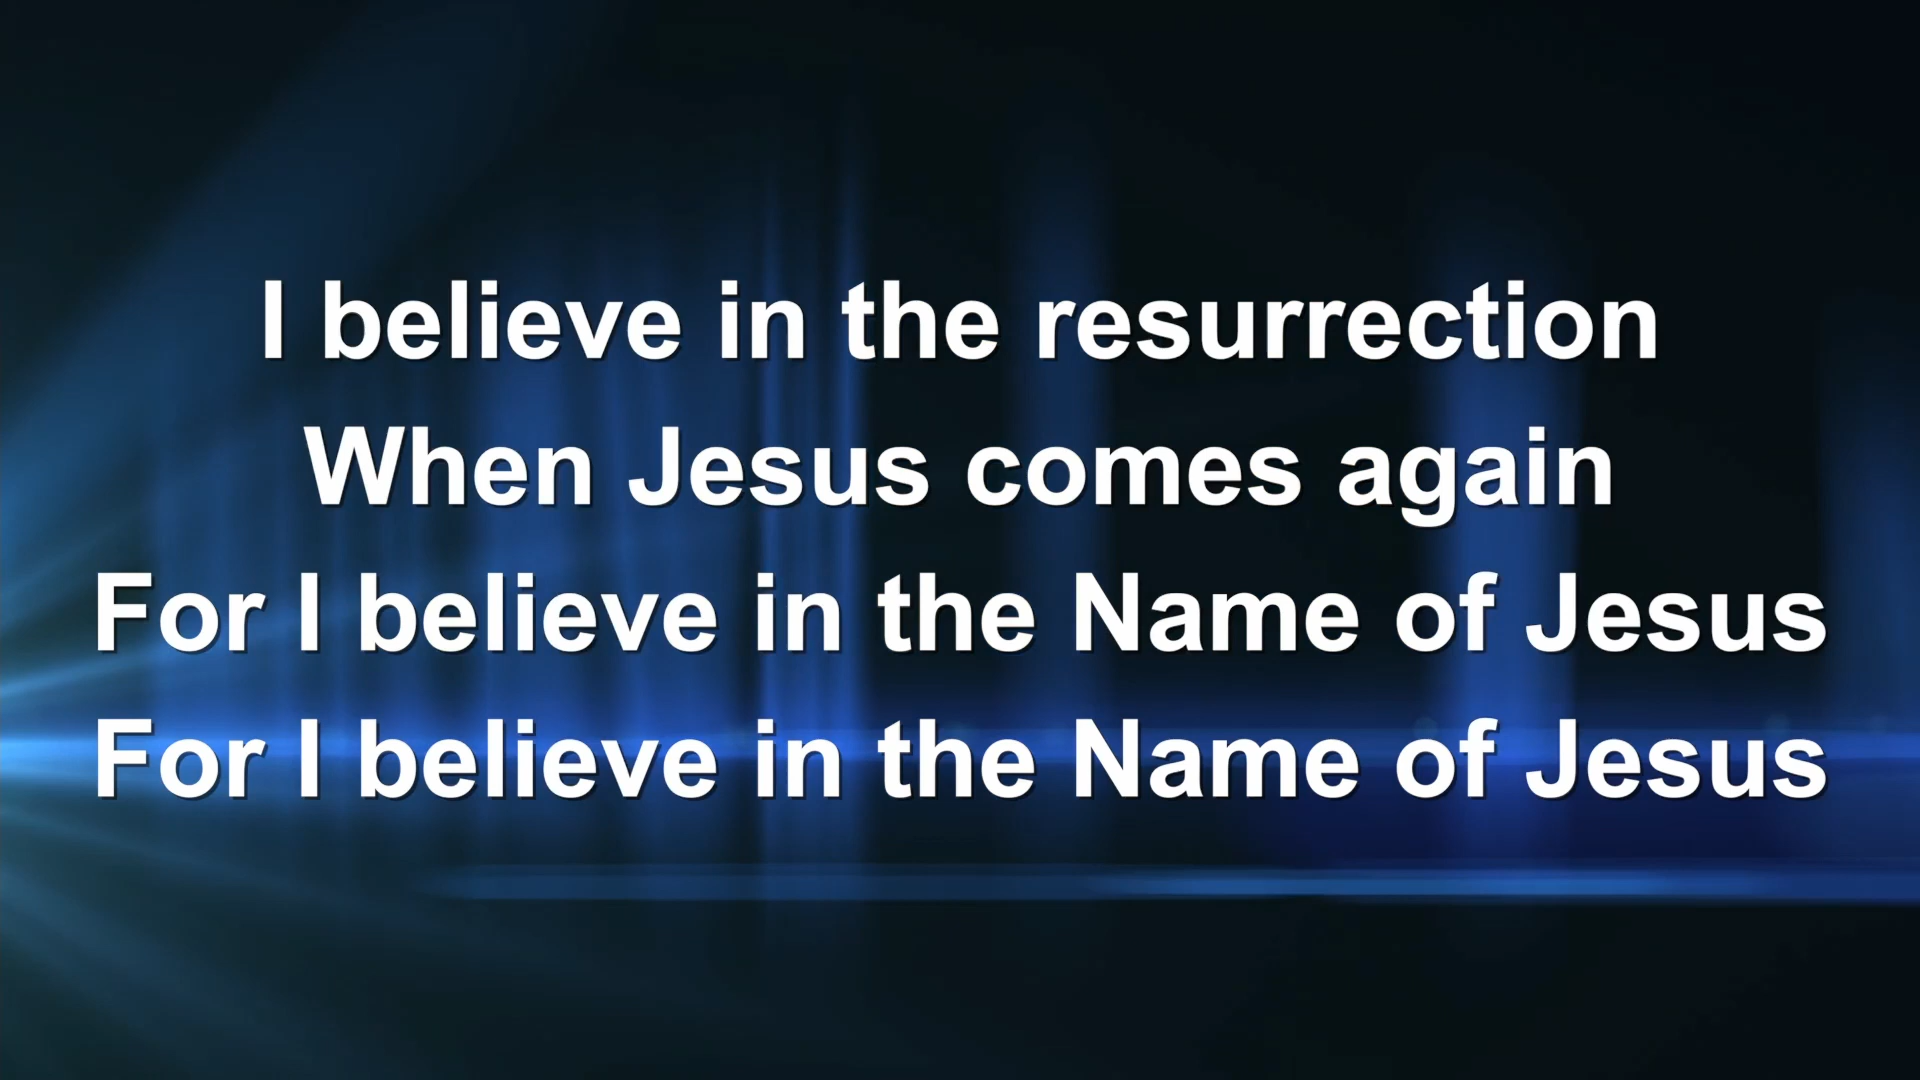 I believe in the resurrection
When Jesus comes again
For I believe in the Name of Jesus
For I believe in the Name of Jesus